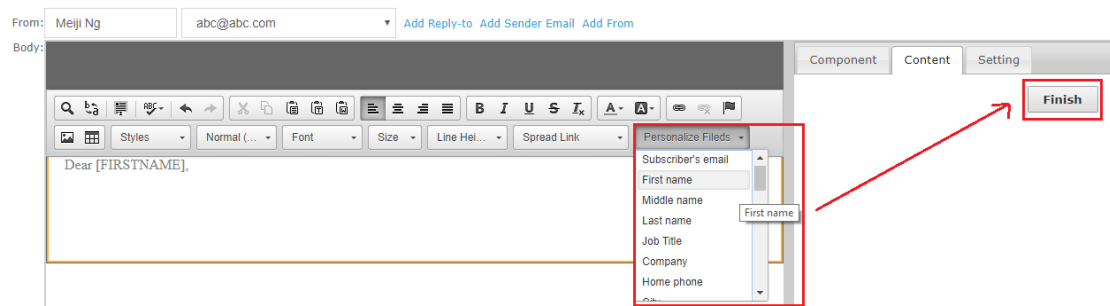 From: Meiji Ng abc@abc.com Add Reply-to Add Sender Email Add From
Body:
Component Content Setting
Finish
B I U S Ix A A
Styles Normal (... Font Size Line Hei... Spread Link Personalize Fileds
Dear [FIRSTNAME],
Subscriber's email
First name
Middle name
First name
Last name
Job Title
Company
Home phone
City